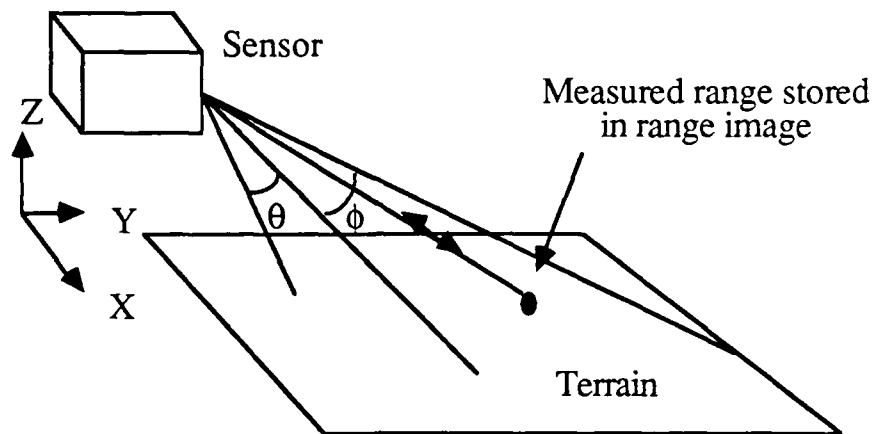 Sensor
Measured range stored
in range image
Z
θ
ϕ
Y
X
Terrain